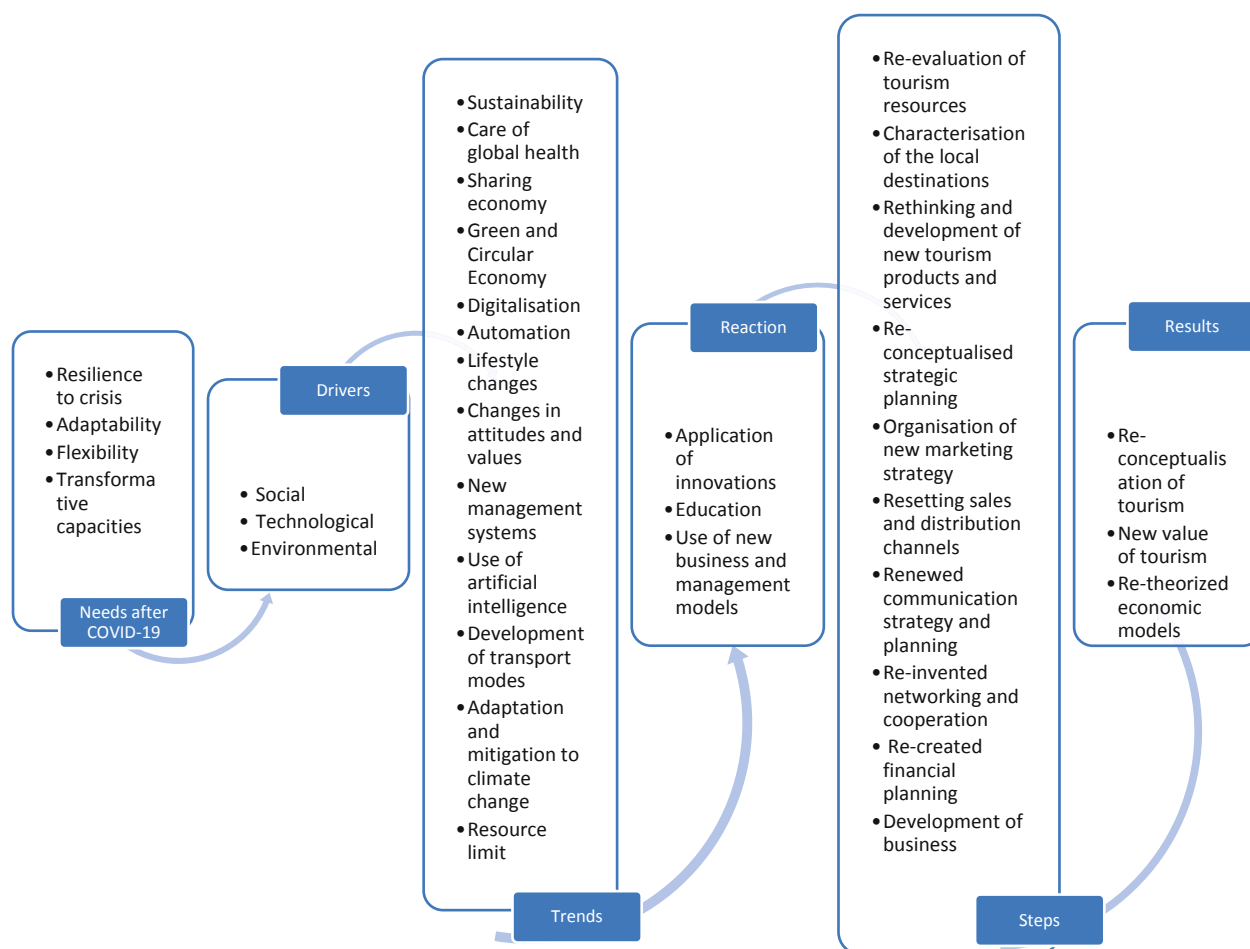 • Resilience
to crisis
• Adaptability
• Flexibility
• Transforma
tive
capacities
Needs after
COVID-19
Drivers
• Social
• Technological
• Environmental
• Sustainability
• Care of
global health
• Sharing
economy
• Green and
Circular
Economy
• Digitalisation
• Automation
• Lifestyle
changes
• Changes in
attitudes and
values
• New
management
systems
• Use of
artificial
intelligence
• Development
of transport
modes
• Adaptation
and
mitigation to
climate
change
• Resource
limit
Trends
Reaction
• Application
of
innovations
• Education
• Use of new
business and
management
models
• Re-evaluation of
tourism
resources
• Characterisation
of the local
destinations
• Rethinking and
development of
new tourism
products and
services
• Re-
conceptualised
strategic
planning
• Organisation of
new marketing
strategy
• Resetting sales
and distribution
channels
• Renewed
communication
strategy and
planning
• Re-invented
networking and
cooperation
• Re-created
financial
planning
• Development of
business
Steps
Results
• Re-
conceptualis
ation of
tourism
• New value
of tourism
• Re-theorized
economic
models